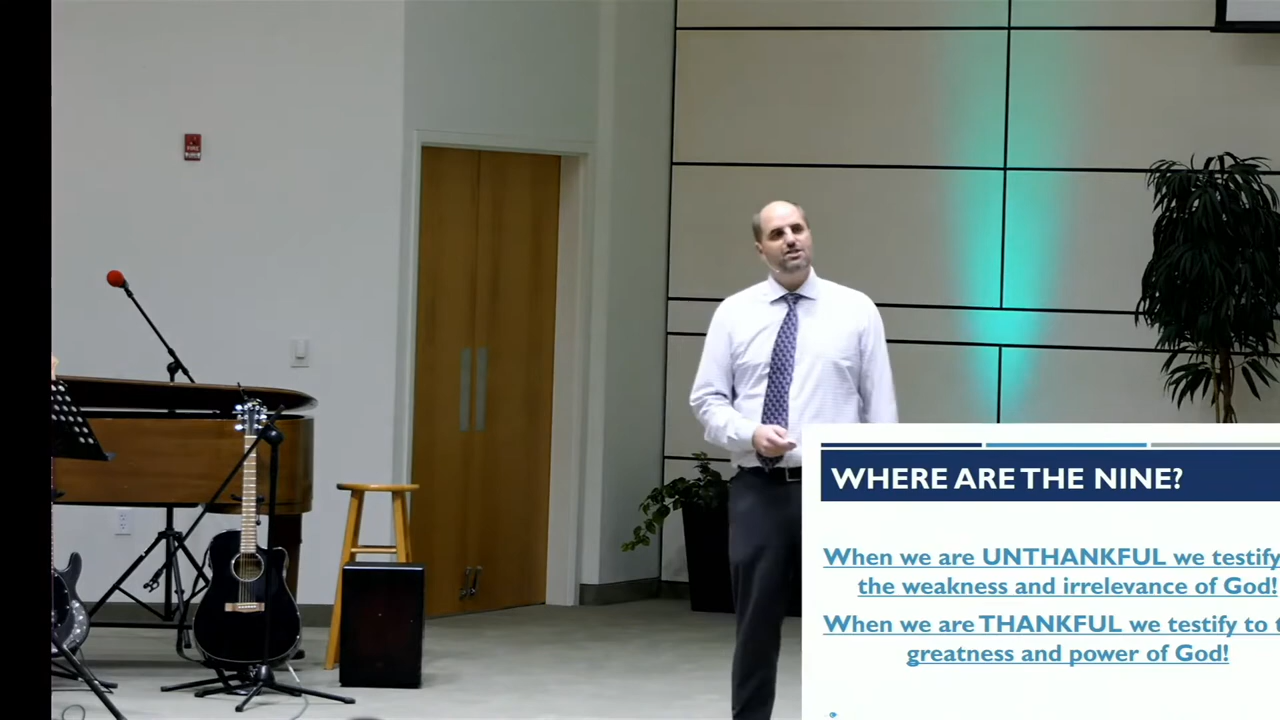 WHERE ARE THE NINE?
When we are UNTHANKFUL we testify
the weakness and irrelevance of God!
When we are THANKFUL we testify to t
greatness and power of God!